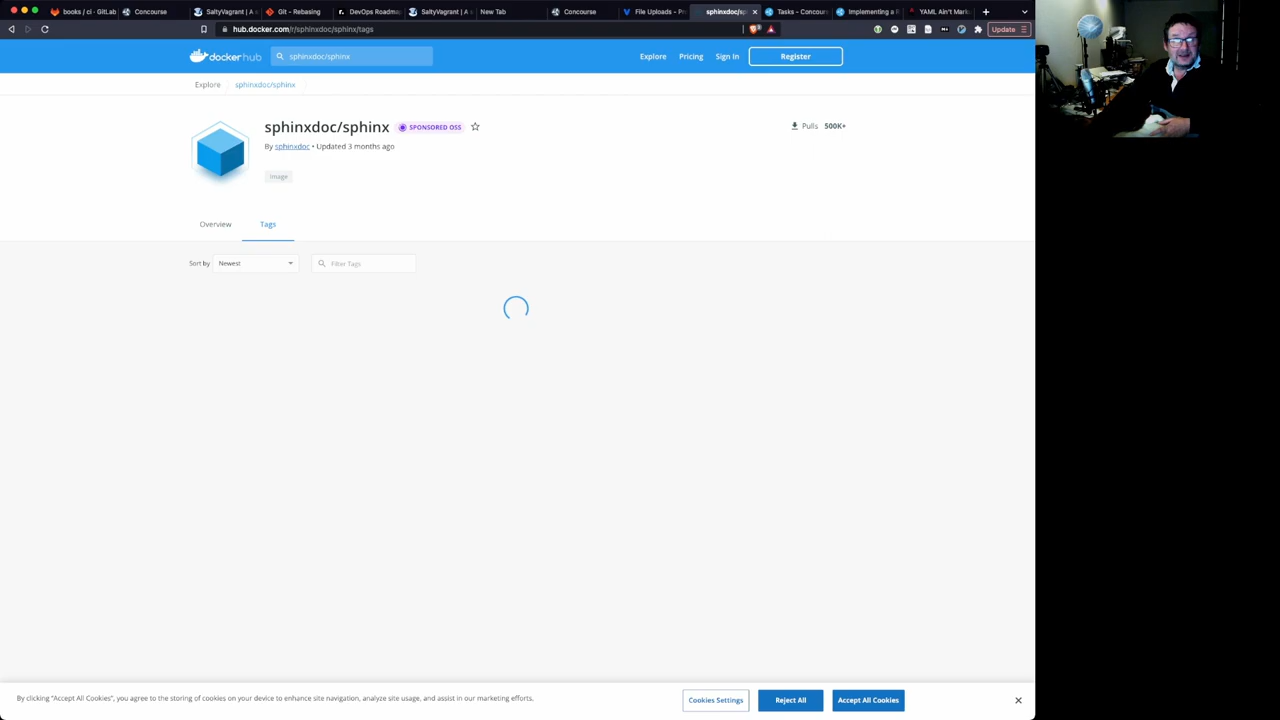 books / ci · GitLab
Concourse
SaltyVagrant | A
Git - Rebasing
DevOps Roadma
SaltyVagrant | A
New Tab
Concourse
File Uploads - Pr
sphinxdoc/sp
Tasks - Concour
Implementing a
YAML Ain't Mark
hub.docker.com/r/sphinxdoc/sphinx/tags
Update
docker hub
sphinxdoc/sphinx
Explore
Pricing
Sign In
Register
Explore
sphinxdoc/sphinx
sphinxdoc/sphinx
SPONSORED OSS
Pulls 500K+
By sphinxdoc • Updated 3 months ago
Image
Overview
Tags
Sort by
Newest
Filter Tags
By clicking "Accept All Cookies", you agree to the storing of cookies on your device to enhance site navigation, analyze site usage, and assist in our marketing efforts.
Cookies Settings
Reject All
Accept All Cookies